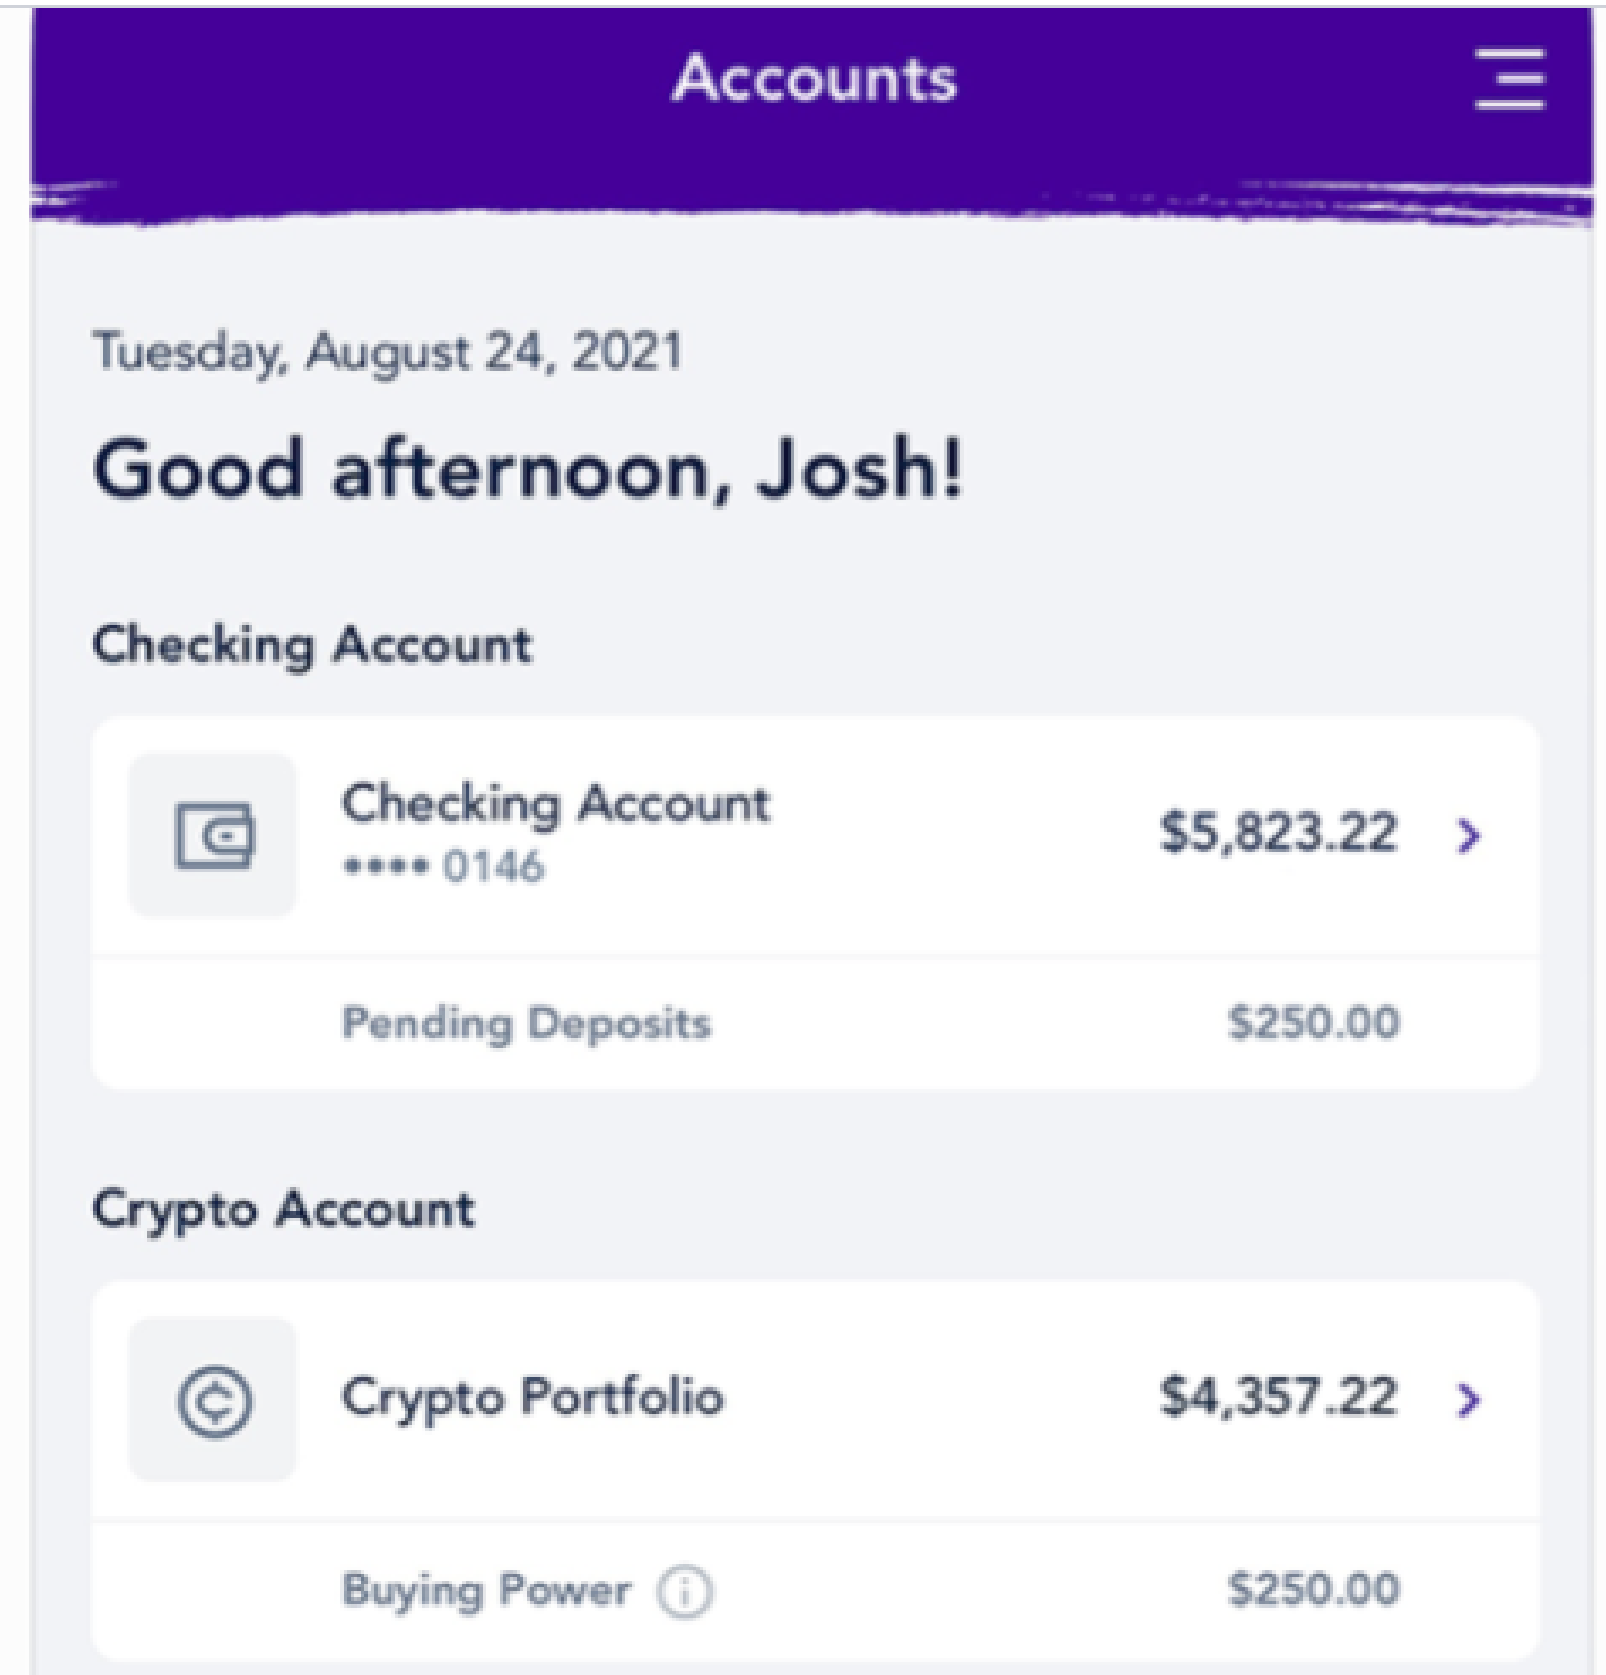 Accounts
Tuesday, August 24, 2021
Good afternoon, Josh!
Checking Account
Checking Account
$5,823.22
•••• 0146
Pending Deposits
$250.00
Crypto Account
Crypto Portfolio
$4,357.22
Buying Power
$250.00